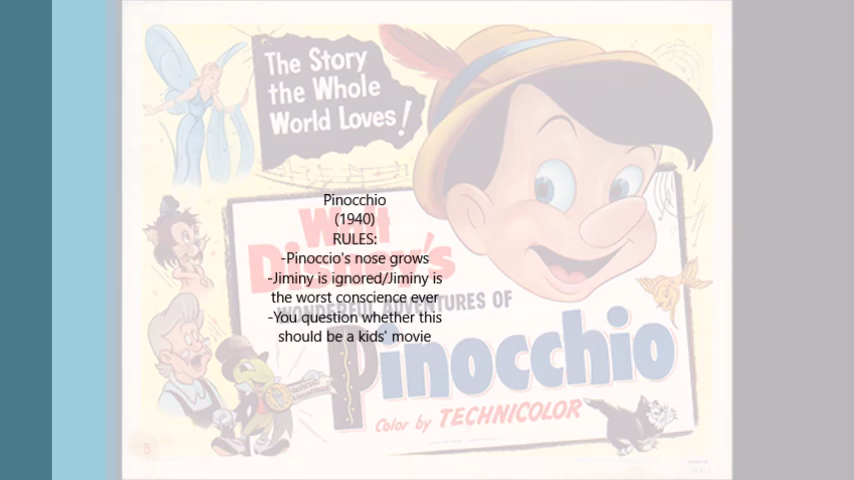 The Story
the Whole
World Loves!
Pinocchio
(1940)
RULES:
-Pinoccio's nose grows
-Jiminy is ignored/Jiminy is
the worst conscience ever
-You question whether this
should be a kids' movie
Walt
Disney's
WONDERFUL ADVENTURES OF
Pinocchio
Color by TECHNICOLOR